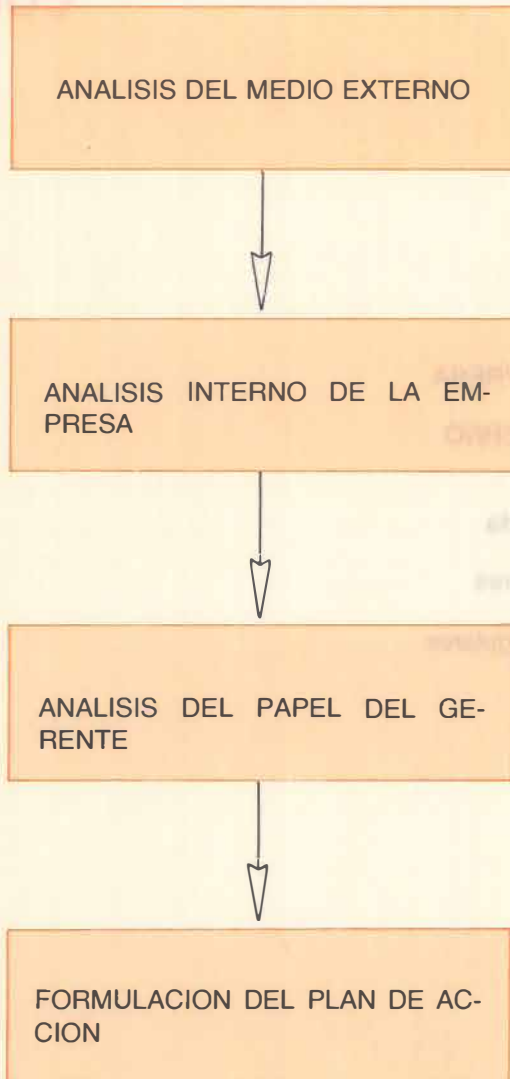 ANALISIS DEL MEDIO EXTERNO
ANALISIS INTERNO DE LA EM-
PRESA
ANALISIS DEL PAPEL DEL GE-
RENTE
FORMULACION DEL PLAN DE AC-
CION